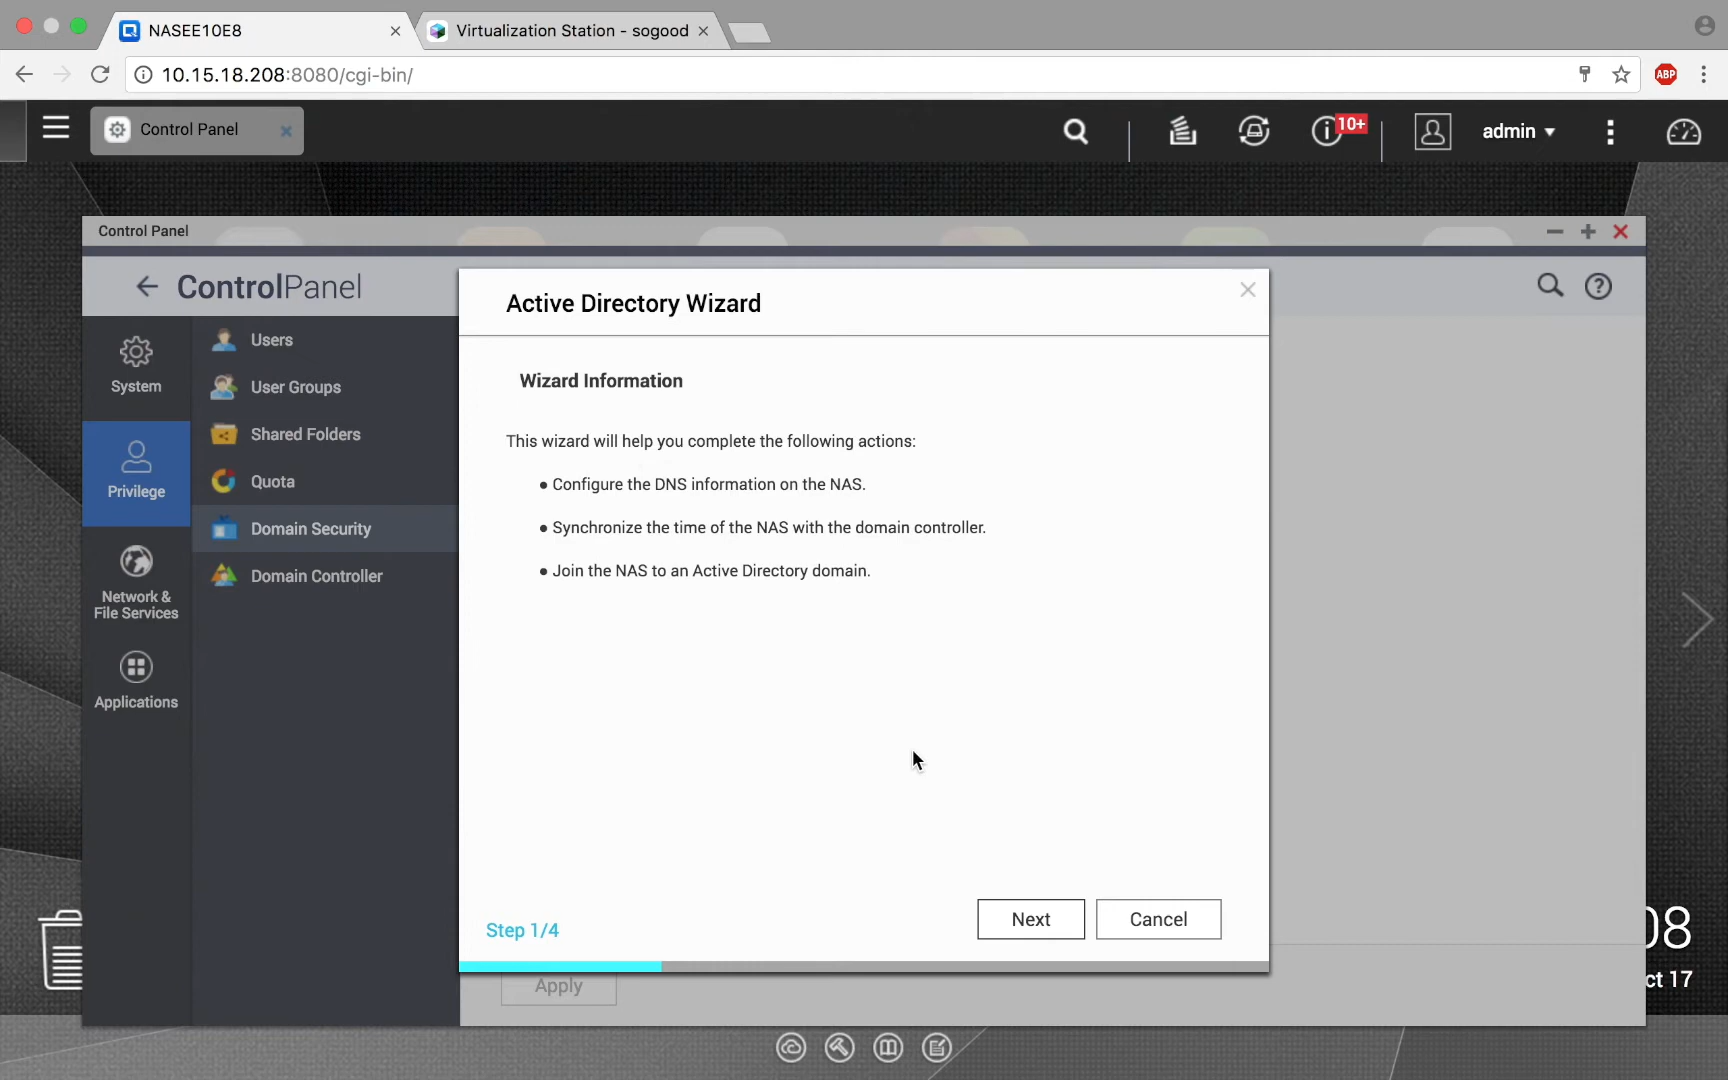 NASEE10E8
Virtualization Station - sogood
10.15.18.208:8080/cgi-bin/
ABP
Control Panel
10+
admin
Control Panel
ControlPanel
Active Directory Wizard
System
Privilege
Network &
File Services
Applications
Users
User Groups
Shared Folders
Quota
Domain Security
Domain Controller
Wizard Information
This wizard will help you complete the following actions:
• Configure the DNS information on the NAS.
• Synchronize the time of the NAS with the domain controller.
• Join the NAS to an Active Directory domain.
Step 1/4
Next
Cancel
Apply
08
ct 17